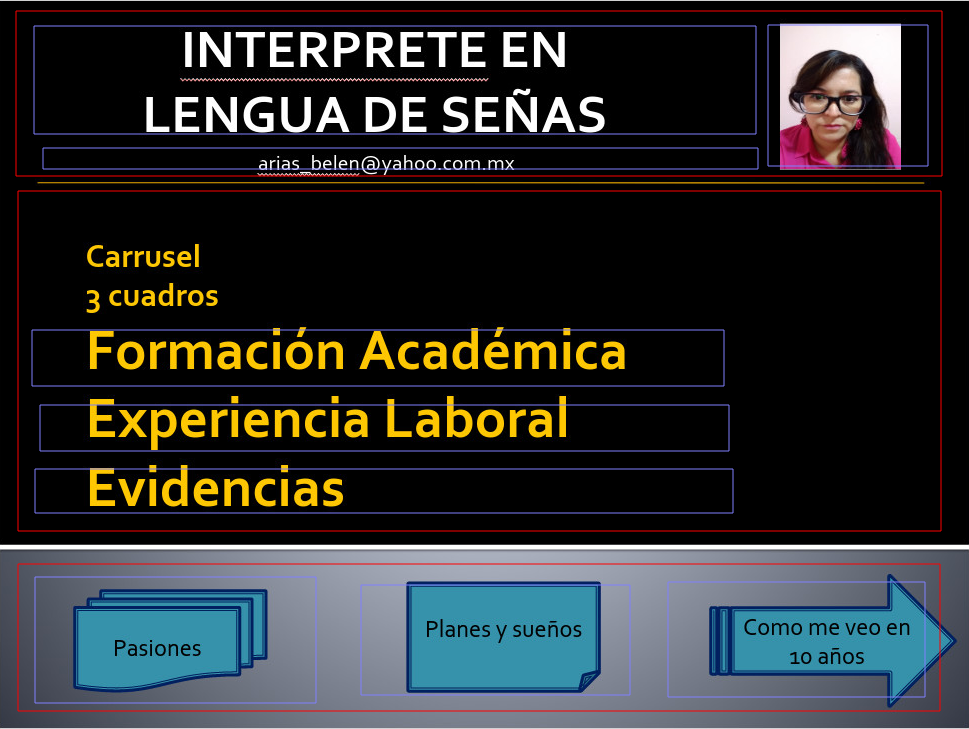 INTERPRETE EN
LENGUA DE SEÑAS
arias_belen@yahoo.com.mx
Carrusel
3 cuadros
Formación Académica
Experiencia Laboral
Evidencias
Pasiones
Planes y sueños
Como me veo en
10 años